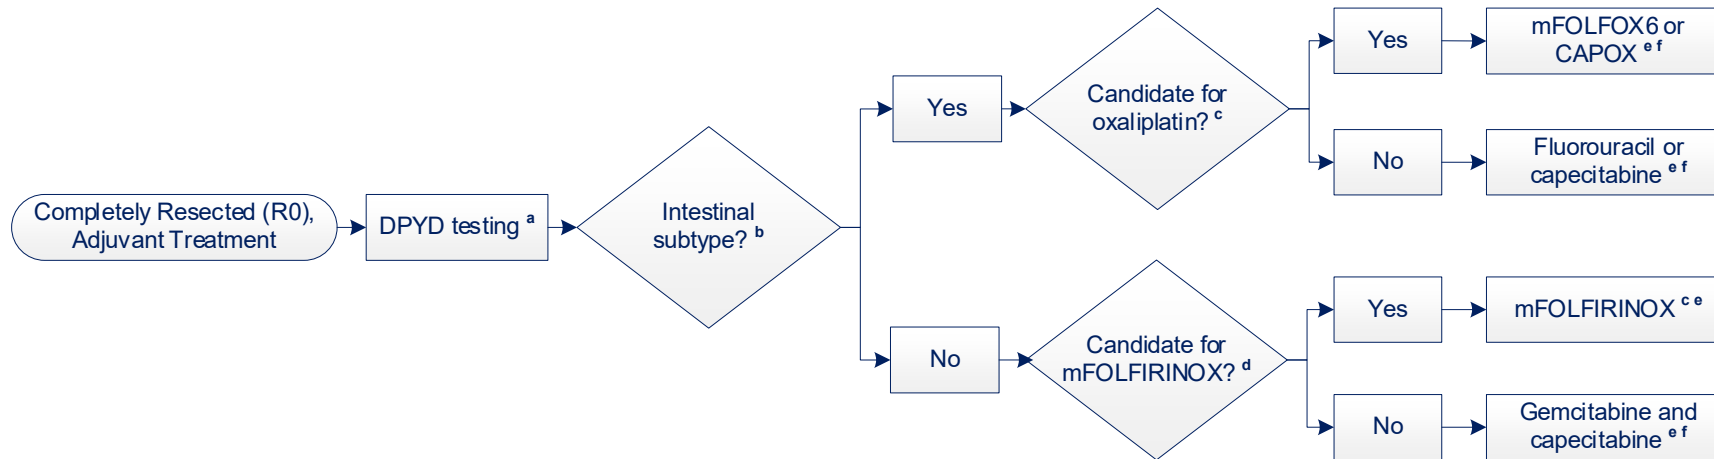 Completely Resected (R0),
Adjuvant Treatment
DPYD testing a
Intestinal
subtype? b
Yes
Candidate for
oxaliplatin? c
Yes
mFOLFOX6 or
CAPOX e f
No
Fluorouracil or
capecitabine e f
No
Candidate for
mFOLFIRINOX? d
Yes
mFOLFIRINOX c e
No
Gemcitabine and
capecitabine e f